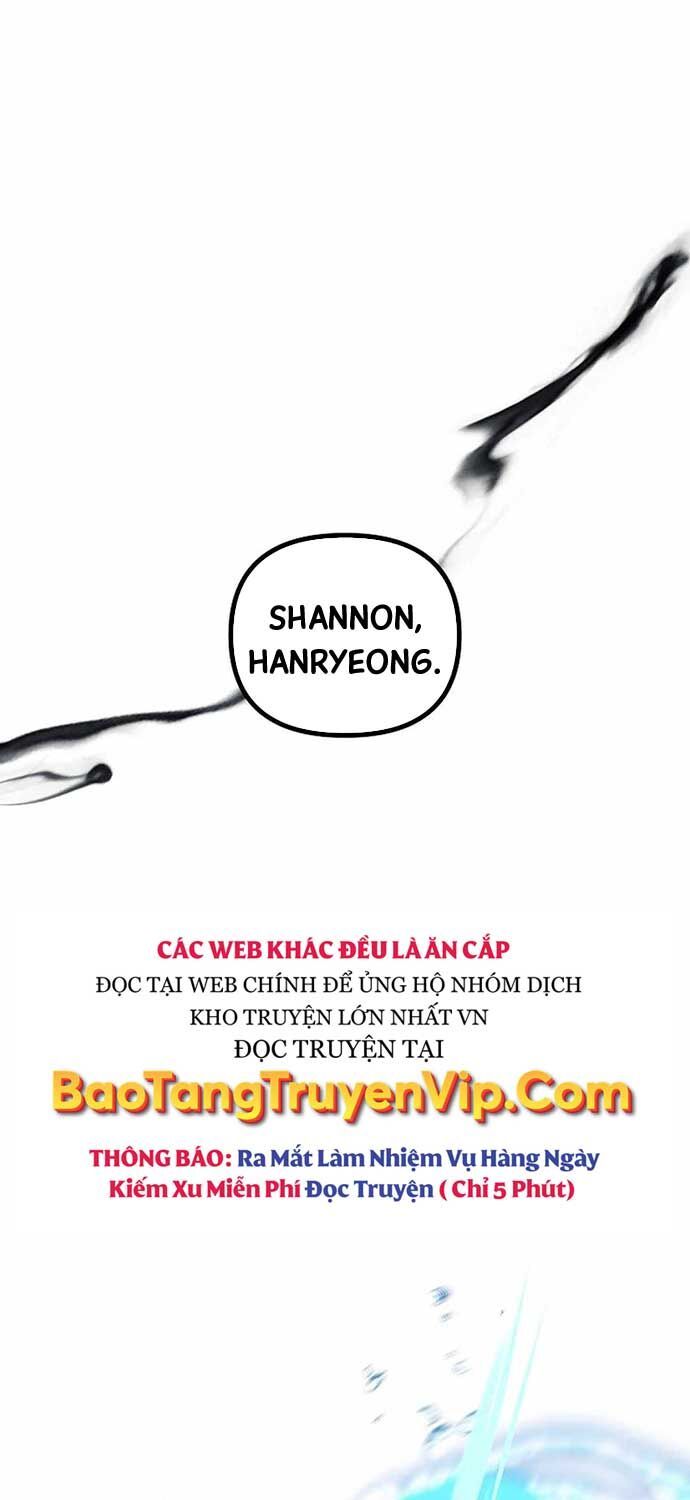 SHANNON,
HANRYEONG.
CÁC WEB KHÁC ĐỀU LÀ ĂN CẮP
ĐỌC TẠI WEB CHÍNH ĐỂ ỦNG HỘ NHÓM DỊCH
KHO TRUYỆN LỚN NHẤT VN
ĐỌC TRUYỆN TẠI
BaoTangTruyenVip.Com
THÔNG BÁO: Ra Mắt Làm Nhiệm Vụ Hàng Ngày
Kiếm Xu Miễn Phí Đọc Truyện ( Chỉ 5 Phút)